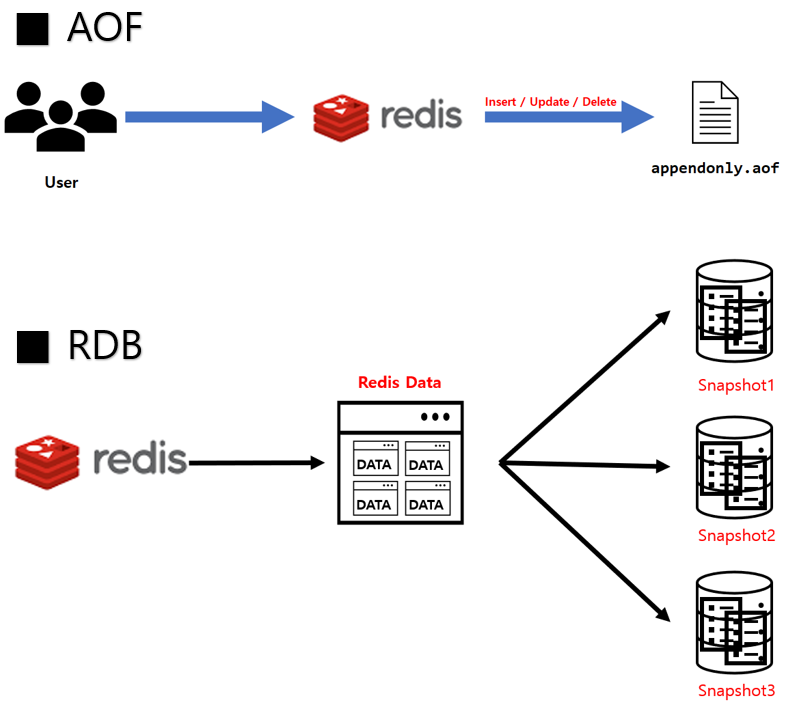 AOF
redis
Insert / Update / Delete
User
appendonly.aof
RDB
Redis Data
redis
DATA
DATA
DATA
DATA
Snapshot1
Snapshot2
Snapshot3